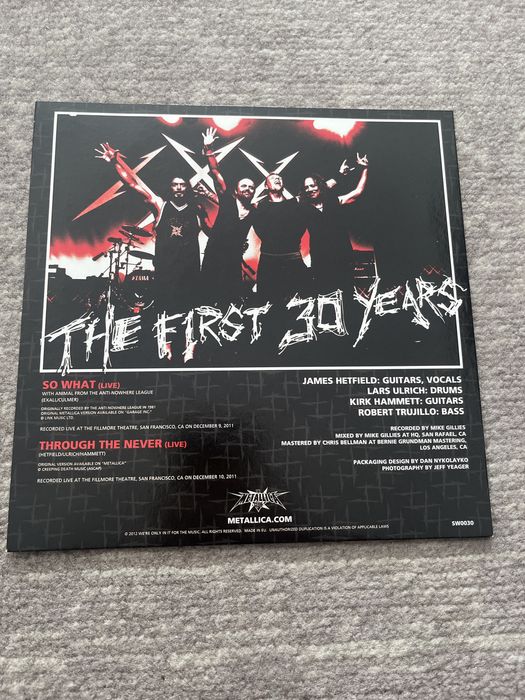 THE FIRST 30 YEARS
SO WHAT (LIVE)
WITH ANIMAL FROM THE ANTI NOWHERE LEAGUE
(EXALL/CULMER)
ORIGINALLY RECORDED BY THE ANTI NOWHERE LEAGUE IN 1981
ORIGINAL METALLICA VERSION AVAILABLE ON "GARAGE INC."
© LINK MUSIC LTD.
RECORDED LIVE AT THE FILLMORE THEATRE, SAN FRANCISCO, CA ON DECEMBER 9, 2011
THROUGH THE NEVER (LIVE)
(HETFIELD/ULRICH/HAMMETT)
ORIGINAL VERSION AVAILABLE ON "METALLICA"
© CREEPING DEATH MUSIC (ASCAP)
RECORDED LIVE AT THE FILLMORE THEATRE, SAN FRANCISCO, CA ON DECEMBER 10, 2011
JAMES HETFIELD: GUITARS, VOCALS
LARS ULRICH: DRUMS
KIRK HAMMETT: GUITARS
ROBERT TRUJILLO: BASS
RECORDED BY MIKE GILLIES
MIXED BY MIKE GILLIES AT HQ, SAN RAFAEL, CA
MASTERED BY CHRIS BELLMAN AT BERNIE GRUNDMAN MASTERING,
LOS ANGELES, CA
PACKAGING DESIGN BY DAN NYKOLAYKO
PHOTOGRAPHY BY JEFF YEAGER
METALLICA
METALLICA.COM
© 2012 WE'RE ONLY IN IT FOR THE MUSIC. ALL RIGHTS RESERVED. MADE IN EU. UNAUTHORIZED DUPLICATION IS A VIOLATION OF APPLICABLE LAWS
SW0030